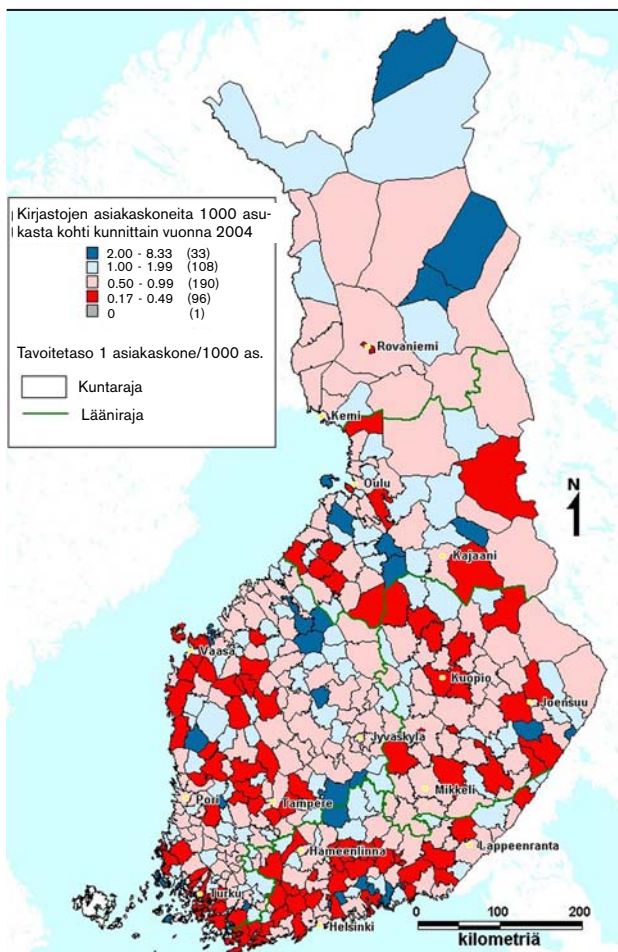 Kirjastojen asiakaskoneita 1000 asu-
kasta kohti kunnittain vuonna 2004
2.00 - 8.33 (33)
1.00 - 1.99 (108)
0.50 - 0.99 (190)
0.17 - 0.49 (96)
0 (1)
Tavoitetaso 1 asiakaskone/1000 as.
Kuntaraja
Lääniraja
Rovaniemi
Kemi
Oulu
N
Kajaani
Vaasa
Kuopio
Joensuu
Jyväskylä
Mikkeli
Pori
Tampere
Lappeenranta
Hämeenlinna
Turku
Helsinki
0 100 200
kilometriä